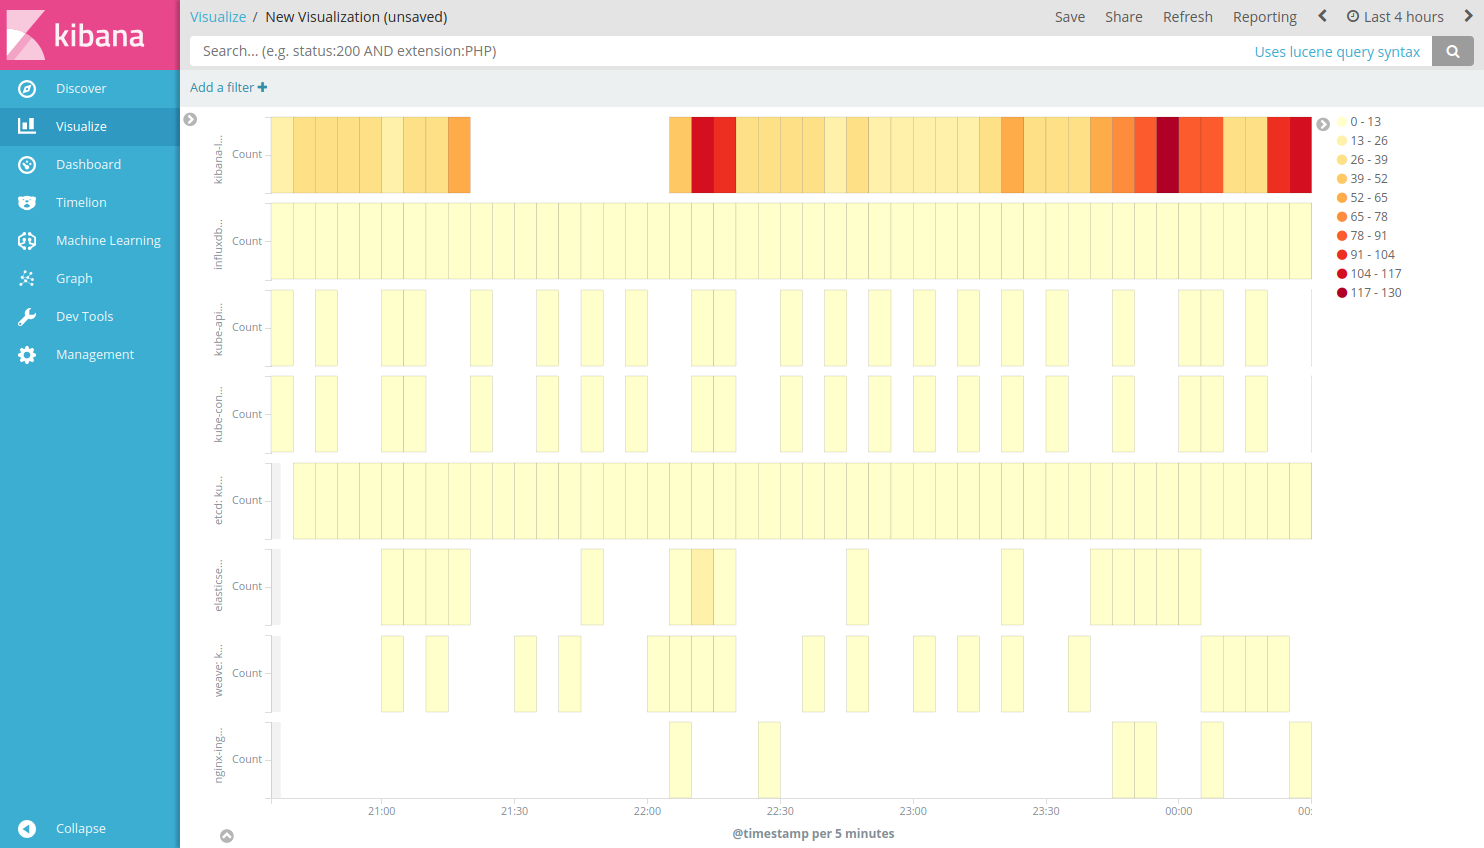 kibana
Discover
Visualize
Dashboard
Timelion
Machine Learning
Graph
Dev Tools
Management
Collapse
Visualize / New Visualization (unsaved)
Save Share Refresh Reporting Last 4 hours
Search... (e.g. status:200 AND extension:PHP) Uses lucene query syntax
Add a filter
kibana-l... Count
influxdb... Count
kube-api... Count
kube-con... Count
etcd: ku... Count
elasticse... Count
weave: k... Count
nginx-ing... Count
21:00 21:30 22:00 22:30 23:00 23:30 00:00 00:
@timestamp per 5 minutes
0 - 13
13 - 26
26 - 39
39 - 52
52 - 65
65 - 78
78 - 91
91 - 104
104 - 117
117 - 130